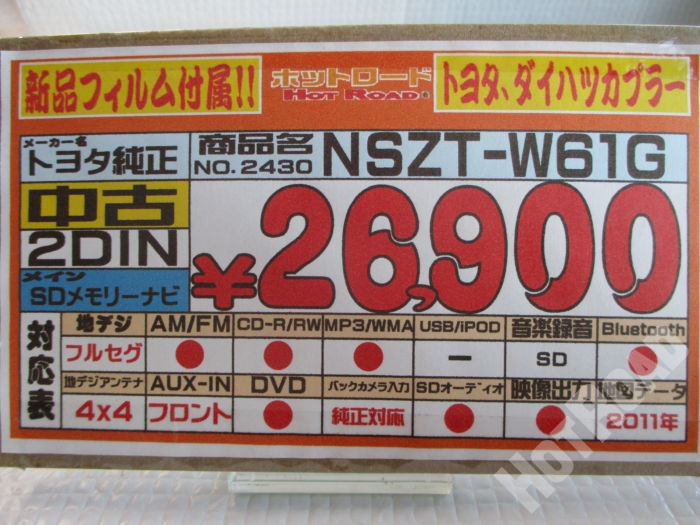 新品フィルム付属!!
ホットロード
HOT ROAD®
トヨタ、ダイハツカプラー
メーカー名
トヨタ純正
商品名
NO.2430
NSZT-W61G
中古
2DIN
メイン
SDメモリーナビ
¥26,900
対応表
地デジ AM/FM CD-R/RW MP3/WMA USB/iPOD 音楽録音 Bluetooth
フルセグ ● ● ● ー SD ●
地デジアンテナ AUX-IN DVD バックカメラ入力 SDオーディオ 映像出力 地図データ
4x4 フロント ● 純正対応 ● ● 2011年
HOT ROAD